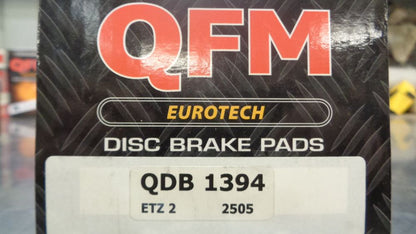 QFM
EUROTECH
DISC BRAKE PADS
QDB 1394
ETZ 2 2505